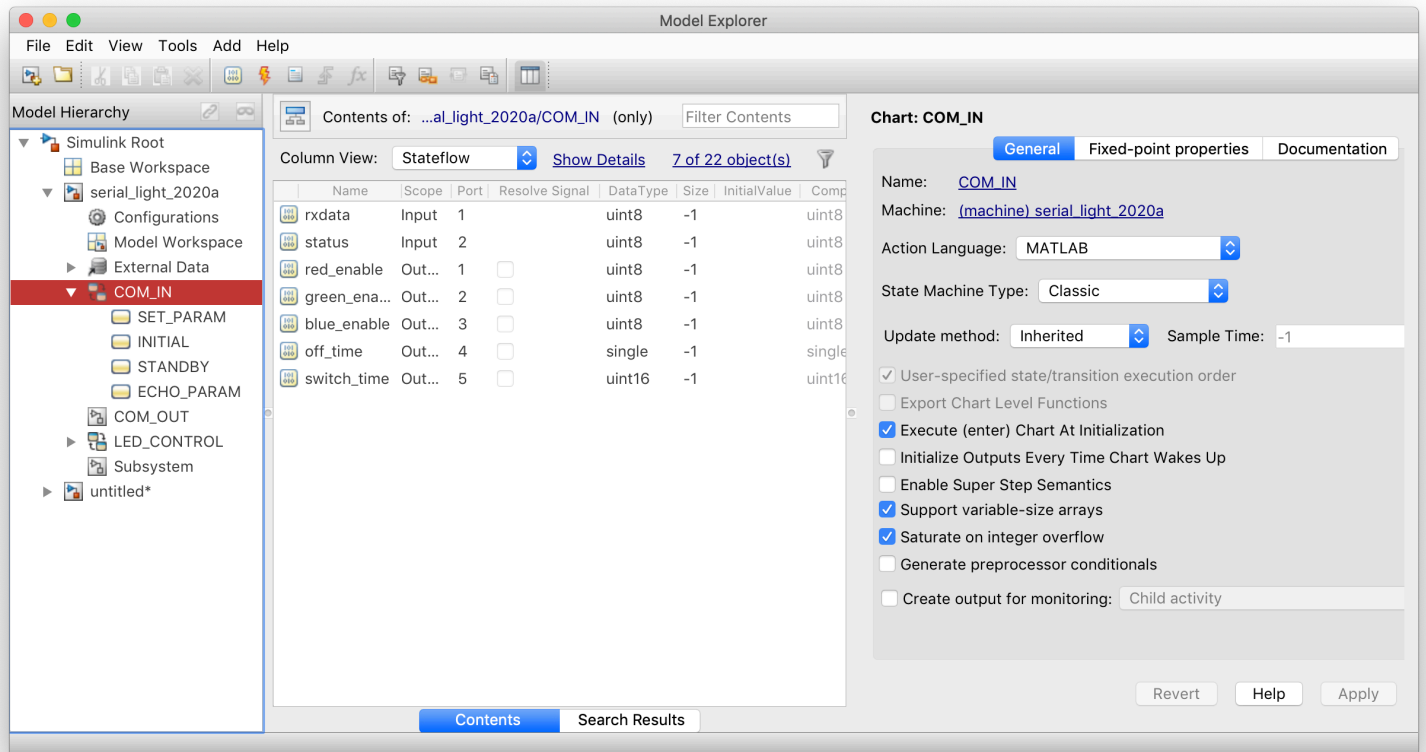 Model Explorer
File Edit View Tools Add Help
Model Hierarchy
Simulink Root
Base Workspace
serial_light_2020a
Configurations
Model Workspace
External Data
COM_IN
SET_PARAM
INITIAL
STANDBY
ECHO_PARAM
COM_OUT
LED_CONTROL
Subsystem
untitled*
Contents of: ...al_light_2020a/COM_IN (only) Filter Contents
Column View: Stateflow Show Details 7 of 22 object(s)
Name Scope Port Resolve Signal DataType Size InitialValue Comp
rxdata Input 1 uint8 -1 uint8
status Input 2 uint8 -1 uint8
red_enable Out... 1 uint8 -1 uint8
green_ena... Out... 2 uint8 -1 uint8
blue_enable Out... 3 uint8 -1 uint8
off_time Out... 4 single -1 single
switch_time Out... 5 uint16 -1 uint16
Contents Search Results
Chart: COM_IN
General Fixed-point properties Documentation
Name: COM_IN
Machine: (machine) serial_light_2020a
Action Language: MATLAB
State Machine Type: Classic
Update method: Inherited Sample Time: -1
User-specified state/transition execution order
Export Chart Level Functions
Execute (enter) Chart At Initialization
Initialize Outputs Every Time Chart Wakes Up
Enable Super Step Semantics
Support variable-size arrays
Saturate on integer overflow
Generate preprocessor conditionals
Create output for monitoring: Child activity
Revert Help Apply